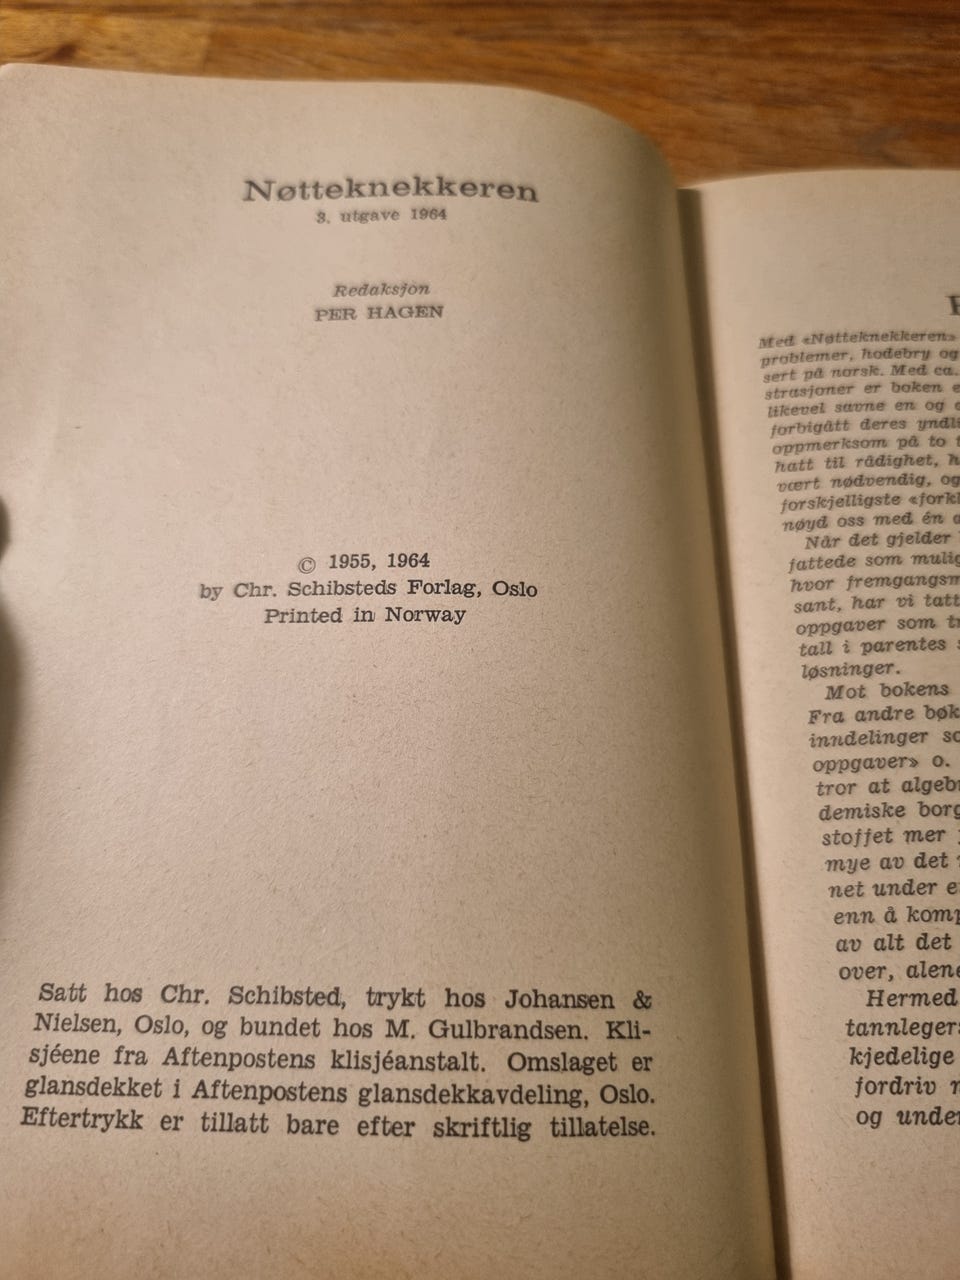 Nøtteknekkeren
3. utgave 1964
Redaksjon
PER HAGEN
© 1955, 1964
by Chr. Schibsteds Forlag, Oslo
Printed in Norway
Satt hos Chr. Schibsted, trykt hos Johansen &
Nielsen, Oslo, og bundet hos M. Gulbrandsen. Kli-
sjéene fra Aftenpostens klisjéanstalt. Omslaget er
glansdekket i Aftenpostens glansdekkavdeling, Oslo.
Eftertrykk er tillatt bare efter skriftlig tillatelse.
Med «Nøtteknekkeren»
problemer, hodebry og
sert på norsk. Med ca.
strasjoner er boken
likevel savne en og
forbigått deres
oppmerksom på to
hatt til rådighet,
vært nødvendig, og
forskjelligste
nøyd oss med én
Når det gjelder
fattede som
hvor
sant, har vi tatt
oppgaver som
tall i parentes
løsninger.
Mot bokens
Fra andre
inndelinger
oppgaver» o.
tror at
demiske
stoffet mer
mye av det
net under
enn å
av alt det
over,
Hermed
kjedelige
fordriv
og